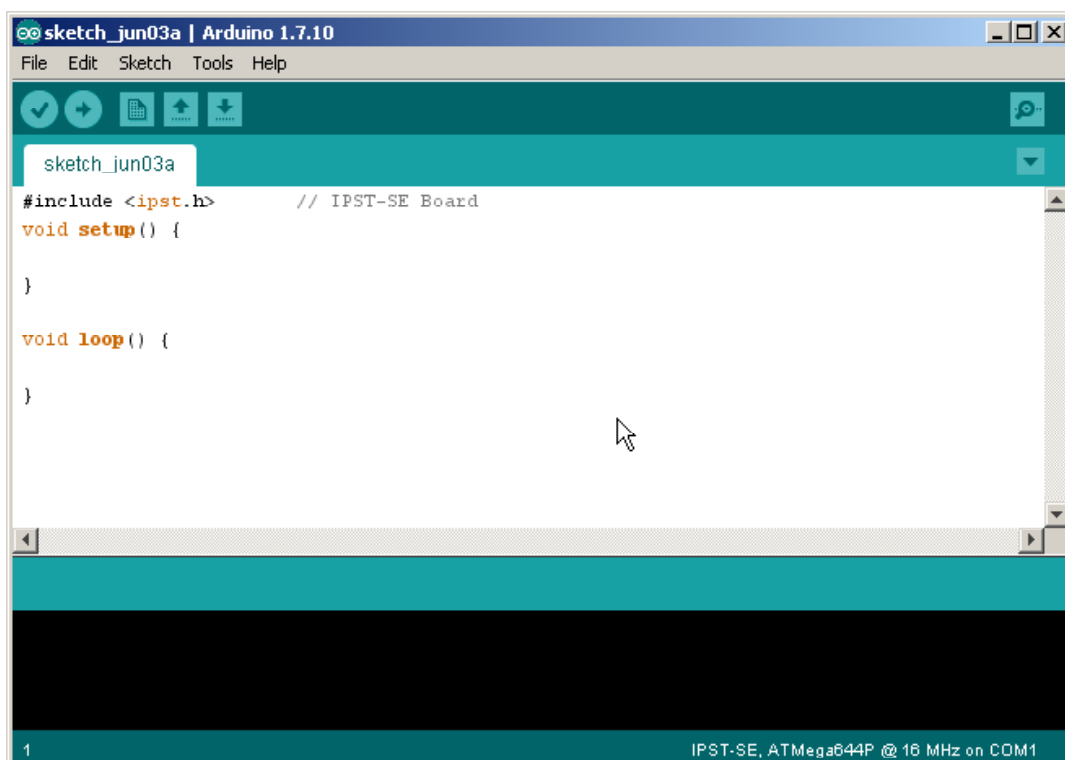 sketch_jun03a | Arduino 1.7.10
File Edit Sketch Tools Help
sketch_jun03a
#include <ipst.h> // IPST-SE Board
void setup() {
}
void loop() {
}
1
IPST-SE, ATMega644P @ 16 MHz on COM1